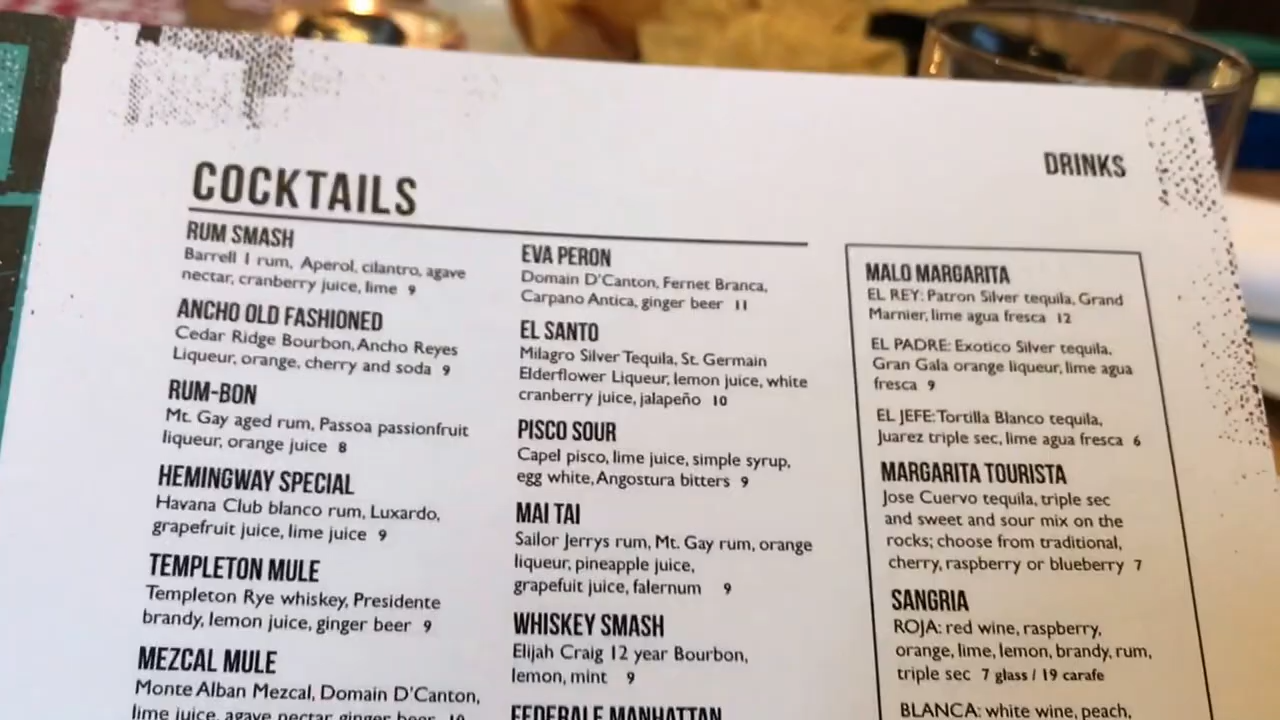 COCKTAILS
RUM SMASH
Barrell 1 rum, Aperol, cilantro, agave
nectar, cranberry juice, lime 9
ANCHO OLD FASHIONED
Cedar Ridge Bourbon, Ancho Reyes
Liqueur, orange, cherry and soda 9
RUM-BON
Mt. Gay aged rum, Passoa passionfruit
liqueur, orange juice 8
HEMINGWAY SPECIAL
Havana Club blanco rum, Luxardo,
grapefruit juice, lime juice 9
TEMPLETON MULE
Templeton Rye whiskey, Presidente
brandy, lemon juice, ginger beer 9
MEZCAL MULE
Monte Alban Mezcal, Domain D'Canton,
lime juice, agave nectar, ginger beer 10
EVA PERON
Domain D'Canton, Fernet Branca,
Carpano Antica, ginger beer 11
EL SANTO
Milagro Silver Tequila, St. Germain
Elderflower Liqueur, lemon juice, white
cranberry juice, jalapeño 10
PISCO SOUR
Capel pisco, lime juice, simple syrup,
egg white, Angostura bitters 9
MAI TAI
Sailor Jerrys rum, Mt. Gay rum, orange
liqueur, pineapple juice,
grapefuit juice, falernum 9
WHISKEY SMASH
Elijah Craig 12 year Bourbon,
lemon, mint 9
FEDERALE MANHATTAN
DRINKS
MALO MARGARITA
EL REY: Patron Silver tequila, Grand
Marnier, lime agua fresca 12
EL PADRE: Exotico Silver tequila,
Gran Gala orange liqueur, lime agua
fresca 9
EL JEFE: Tortilla Blanco tequila,
Juarez triple sec, lime agua fresca 6
MARGARITA TOURISTA
Jose Cuervo tequila, triple sec
and sweet and sour mix on the
rocks; choose from traditional,
cherry, raspberry or blueberry 7
SANGRIA
ROJA: red wine, raspberry,
orange, lime, lemon, brandy, rum,
triple sec 7 glass / 19 carafe
BLANCA: white wine, peach,